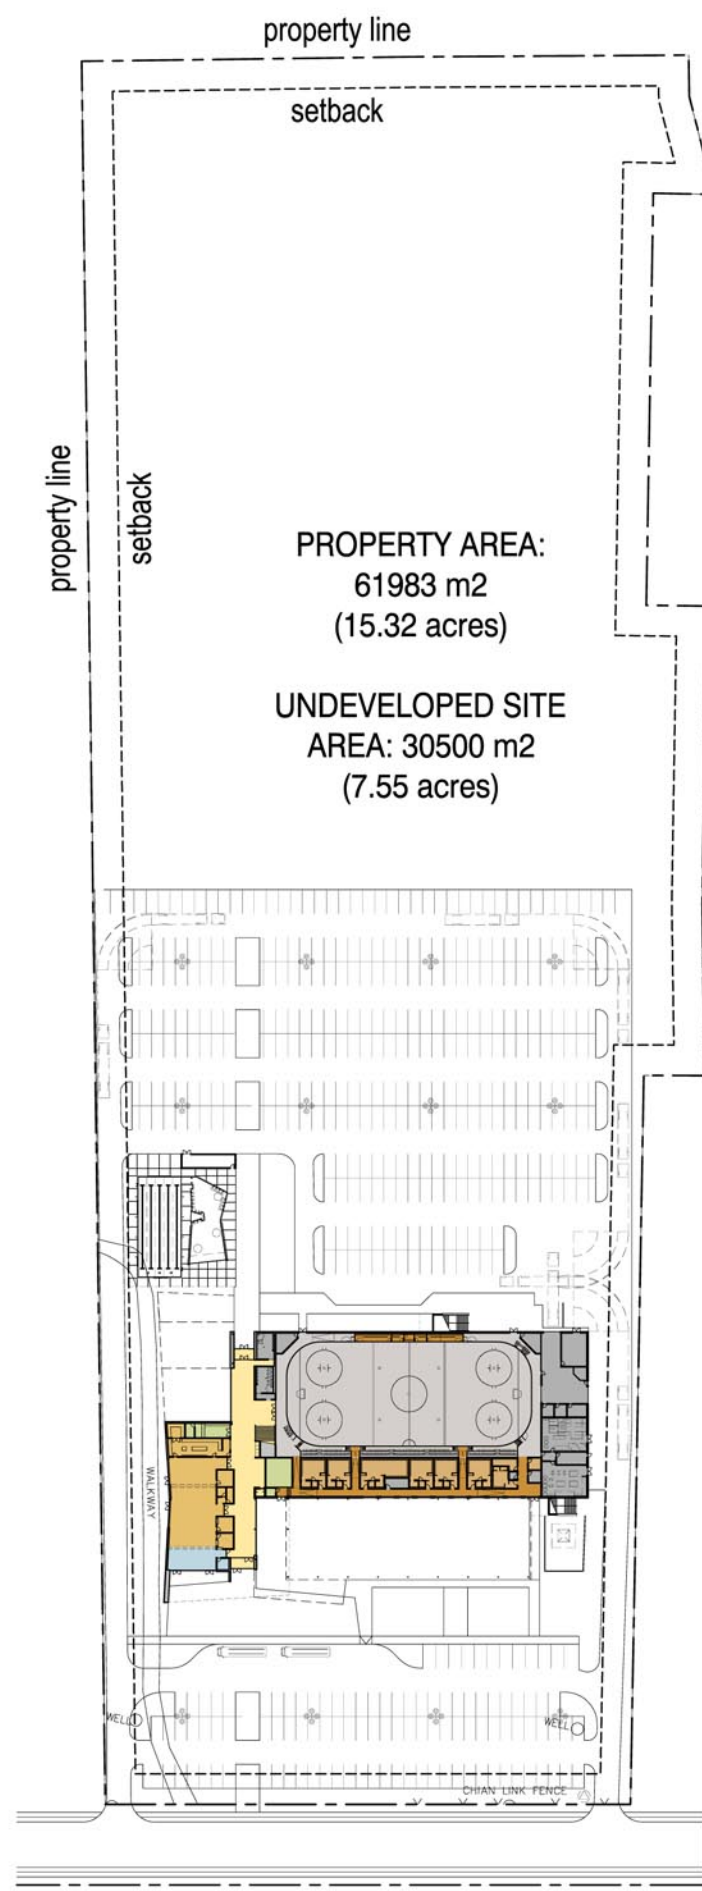 property line
setback
property line
setback
PROPERTY AREA:
61983 m2
(15.32 acres)
UNDEVELOPED SITE
AREA: 30500 m2
(7.55 acres)
WALKWAY
WELL
WELL
CHIAN LINK FENCE